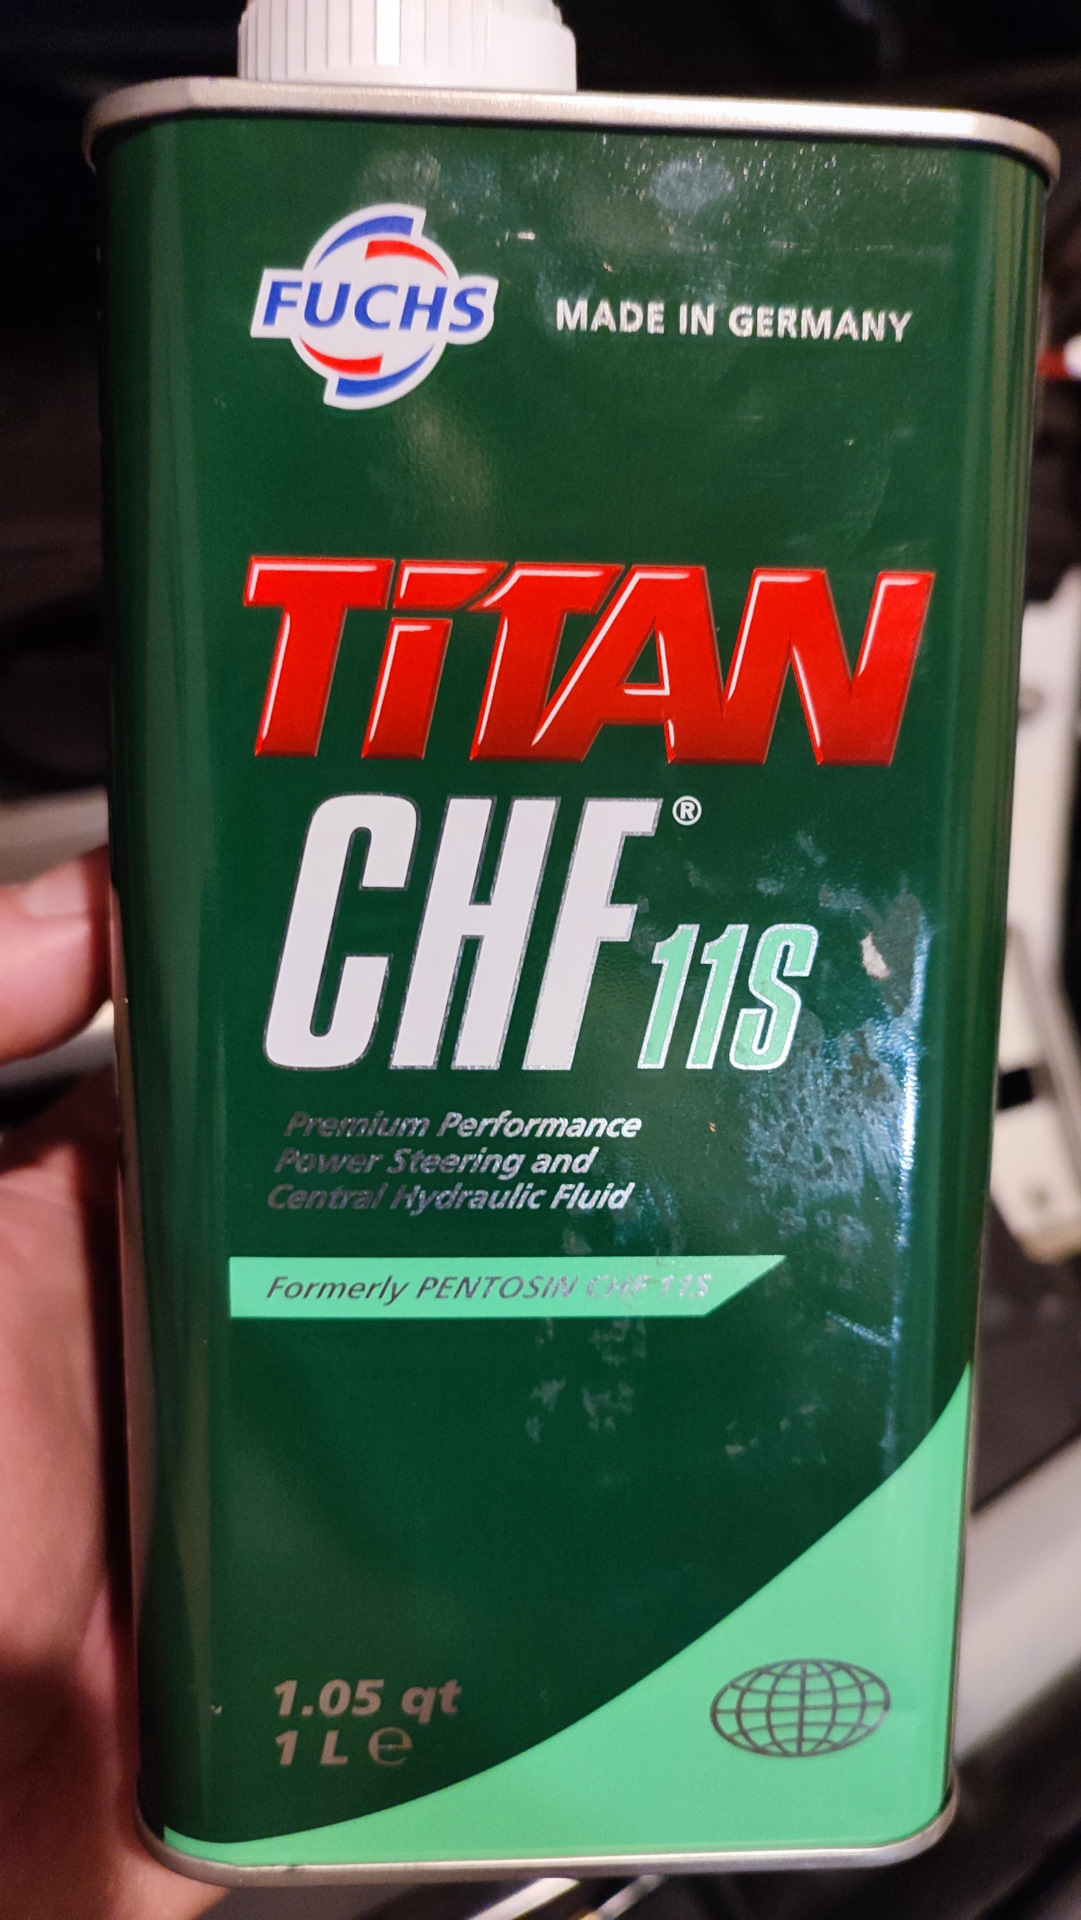 FUCHS
MADE IN GERMANY
TITAN
CHF® 11S
Premium Performance
Power Steering and
Central Hydraulic Fluid
Formerly PENTOSIN CHF 11S
1.05 qt
1 L ℮